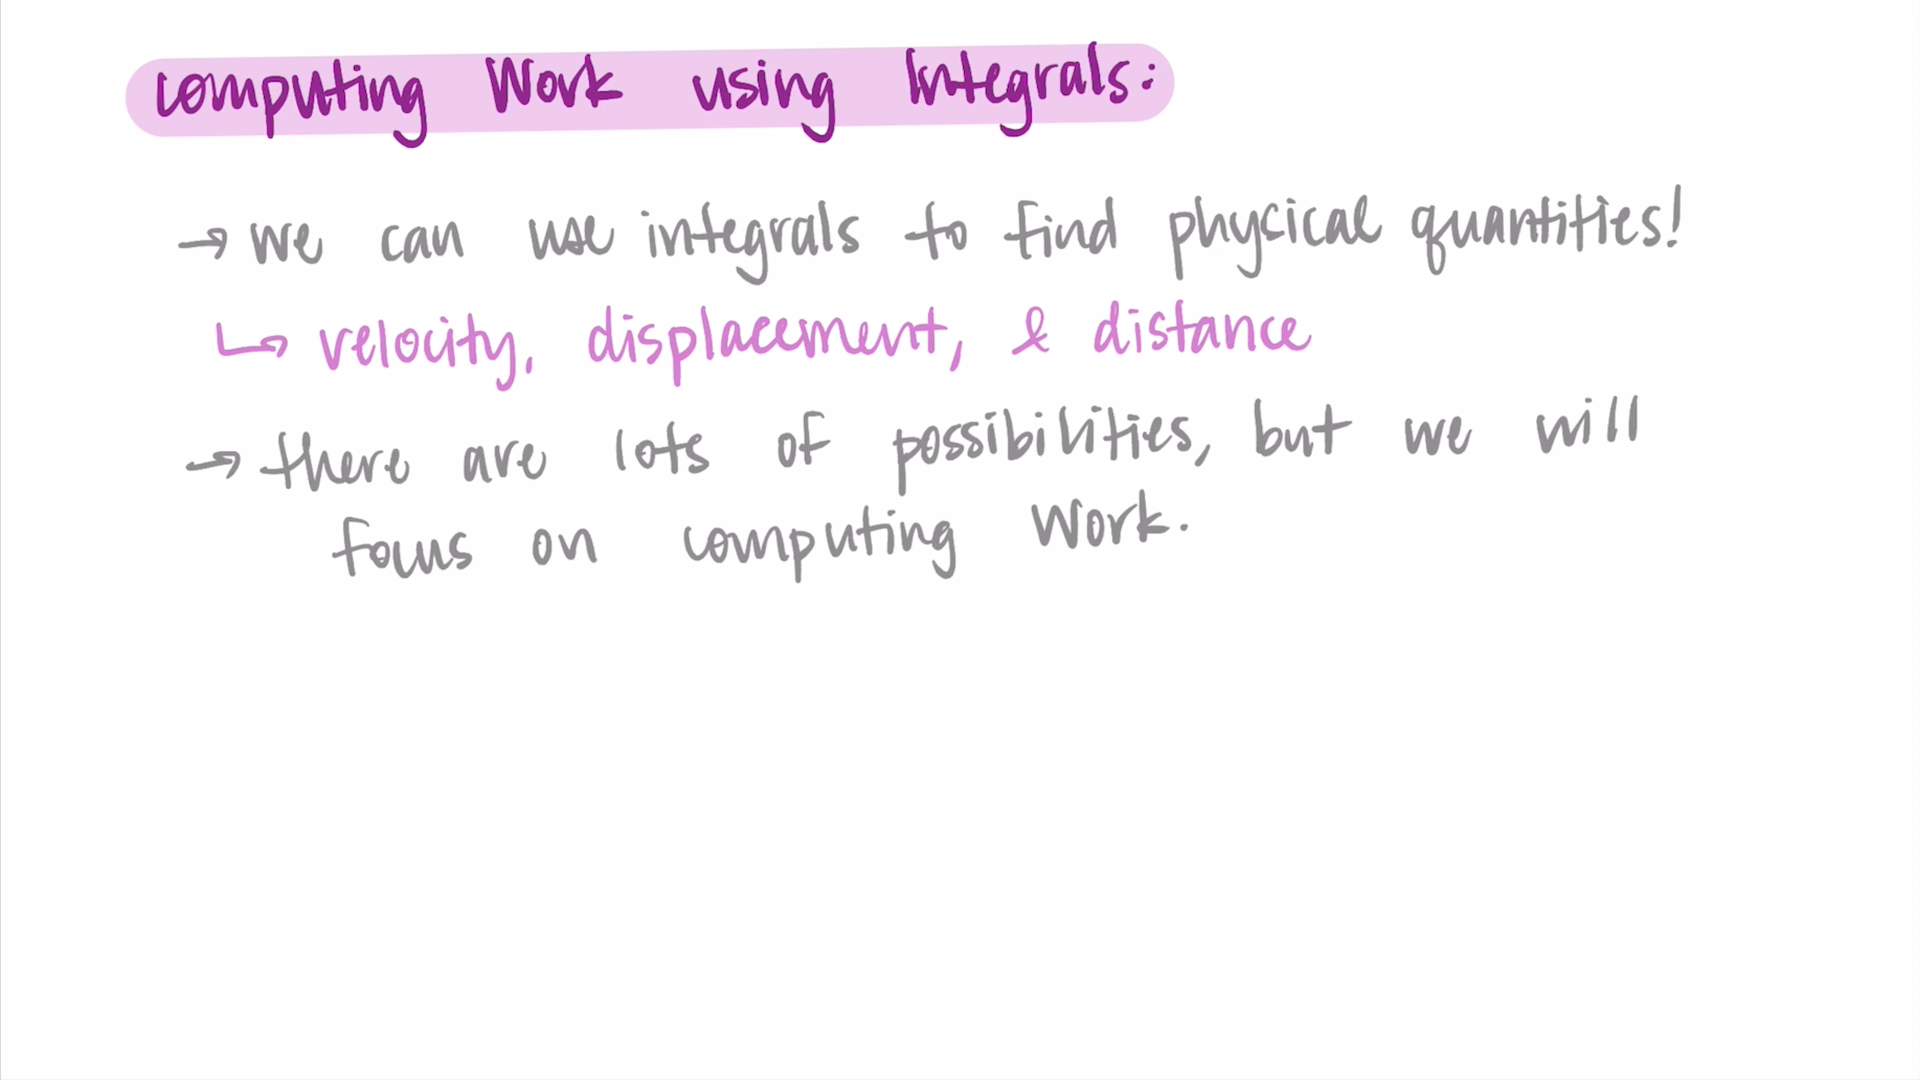 Computing Work using Integrals:
→ We can use integrals to find physical quantities!
↳ velocity, displacement, & distance
→ there are lots of possibilities, but we will
focus on computing Work.